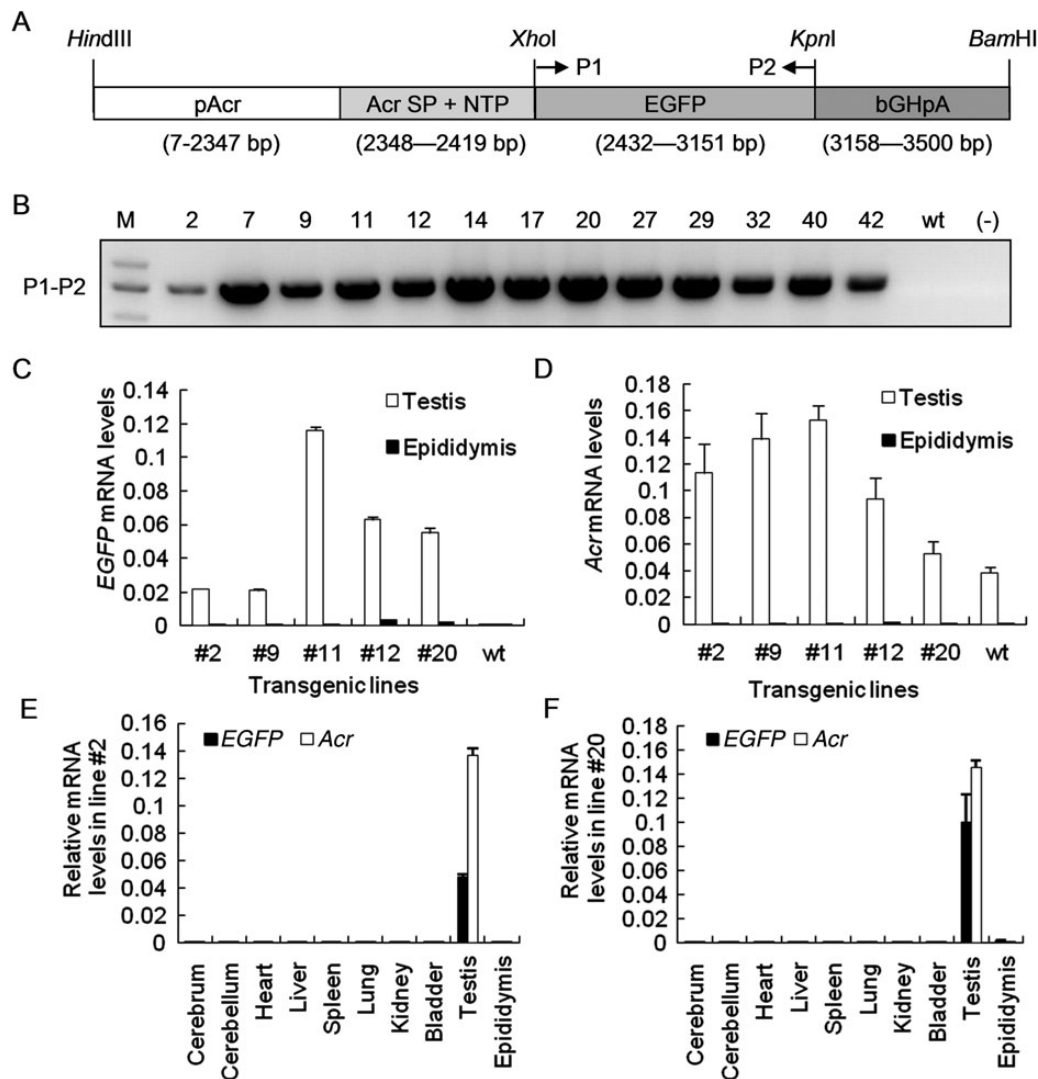 A
HindIII XhoI KpnI BamHI
P1 P2
pAcr Acr SP + NTP EGFP bGHpA
(7-2347 bp) (2348—2419 bp) (2432—3151 bp) (3158—3500 bp)
B
M 2 7 9 11 12 14 17 20 27 29 32 40 42 wt (-)
P1-P2
C
EGFP mRNA levels
0.14
0.12
0.1
0.08
0.06
0.04
0.02
0
Testis
Epididymis
#2 #9 #11 #12 #20 wt
Transgenic lines
D
Acr mRNA levels
0.18
0.16
0.14
0.12
0.1
0.08
0.06
0.04
0.02
0
Testis
Epididymis
#2 #9 #11 #12 #20 wt
Transgenic lines
E
Relative mRNA
levels in line #2
0.16
0.14
0.12
0.1
0.08
0.06
0.04
0.02
0
EGFP Acr
Cerebrum
Cerebellum
Heart
Liver
Spleen
Lung
Kidney
Bladder
Testis
Epididymis
F
Relative mRNA
levels in line #20
0.18
0.16
0.14
0.12
0.1
0.08
0.06
0.04
0.02
0
EGFP Acr
Cerebrum
Cerebellum
Heart
Liver
Spleen
Lung
Kidney
Bladder
Testis
Epididymis